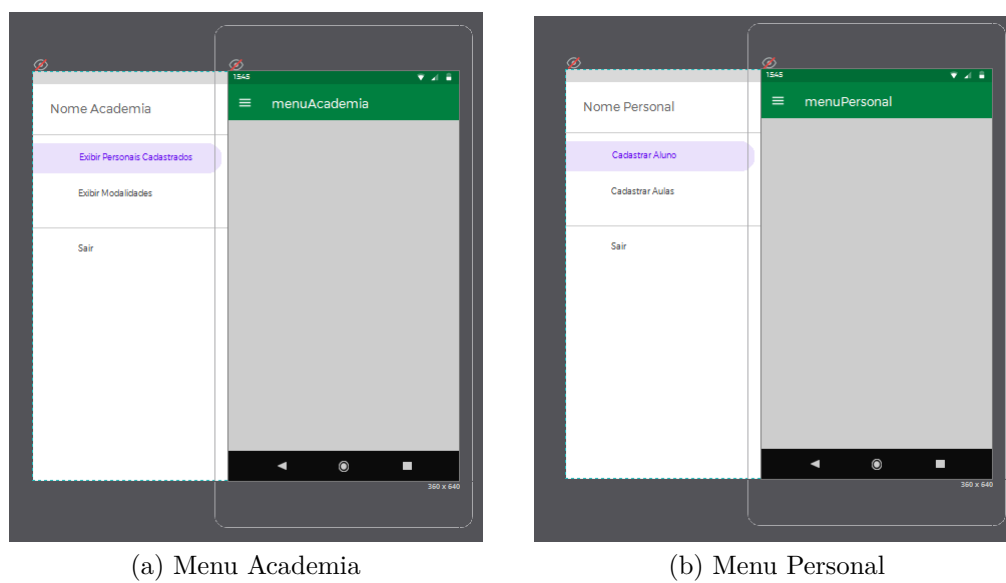 15:45
Nome Academia
menuAcademia
Exibir Personais Cadastrados
Exibir Modalidades
Sair
360 x 640
(a) Menu Academia
15:45
Nome Personal
menuPersonal
Cadastrar Aluno
Cadastrar Aulas
Sair
360 x 640
(b) Menu Personal